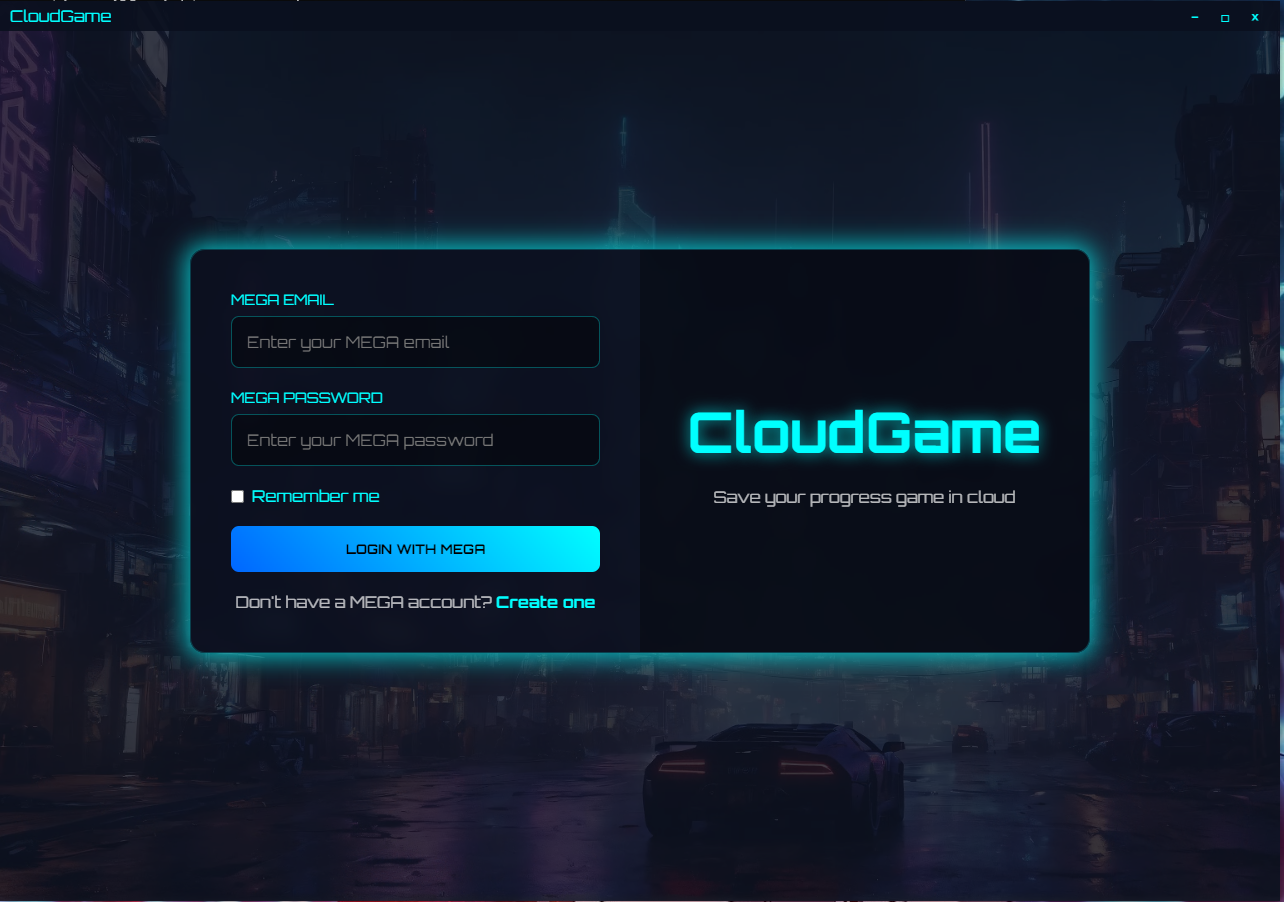 CloudGame
MEGA EMAIL
Enter your MEGA email
MEGA PASSWORD
Enter your MEGA password
Remember me
LOGIN WITH MEGA
Don't have a MEGA account? Create one
CloudGame
Save your progress game in cloud